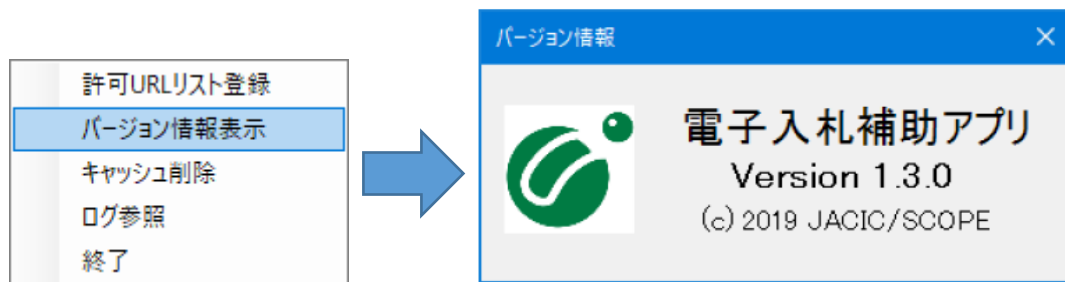 許可URLリスト登録
バージョン情報表示
キャッシュ削除
ログ参照
終了
バージョン情報
電子入札補助アプリ
Version 1.3.0
(c) 2019 JACIC/SCOPE